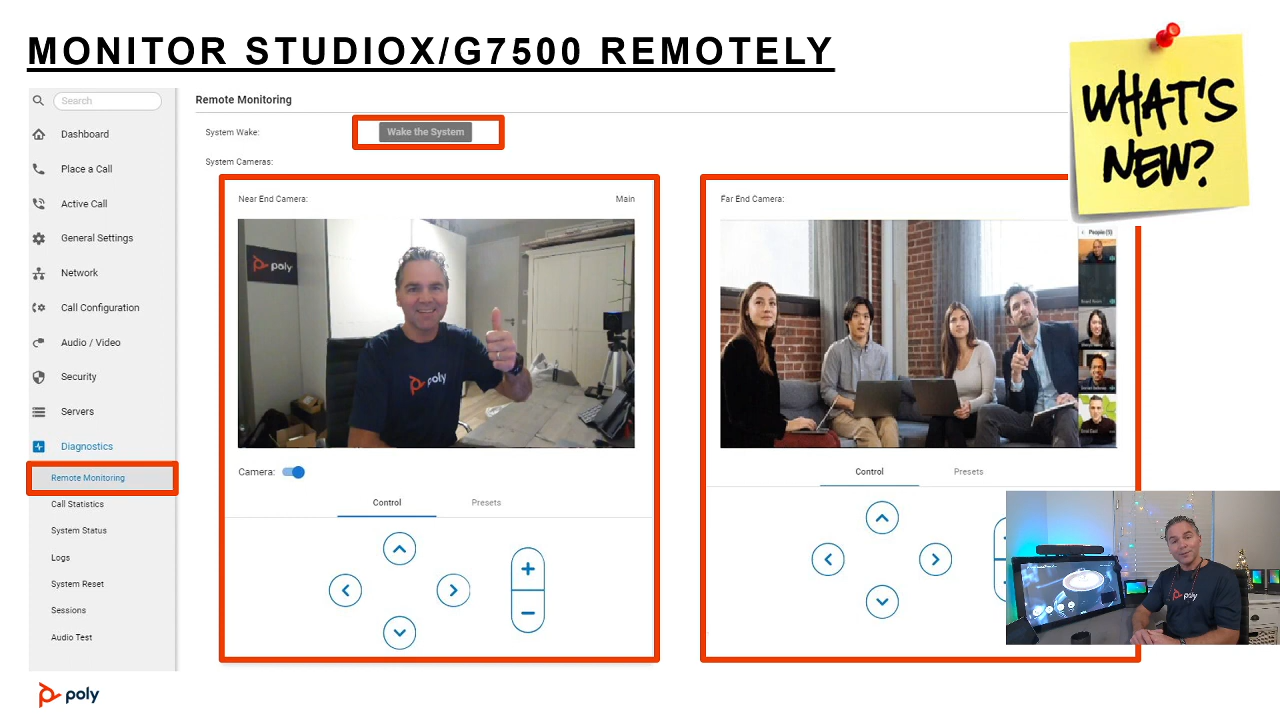 MONITOR STUDIOX/G7500 REMOTELY
WHAT'S
NEW?
Search
Dashboard
Place a Call
Active Call
General Settings
Network
Call Configuration
Audio / Video
Security
Servers
Diagnostics
Remote Monitoring
Call Statistics
System Status
Logs
System Reset
Sessions
Audio Test
Remote Monitoring
System Wake:
Wake the System
System Cameras:
Near End Camera:
Main
poly
poly
Camera:
Control
Presets
Far End Camera:
People (5)
Control
Presets
poly
poly